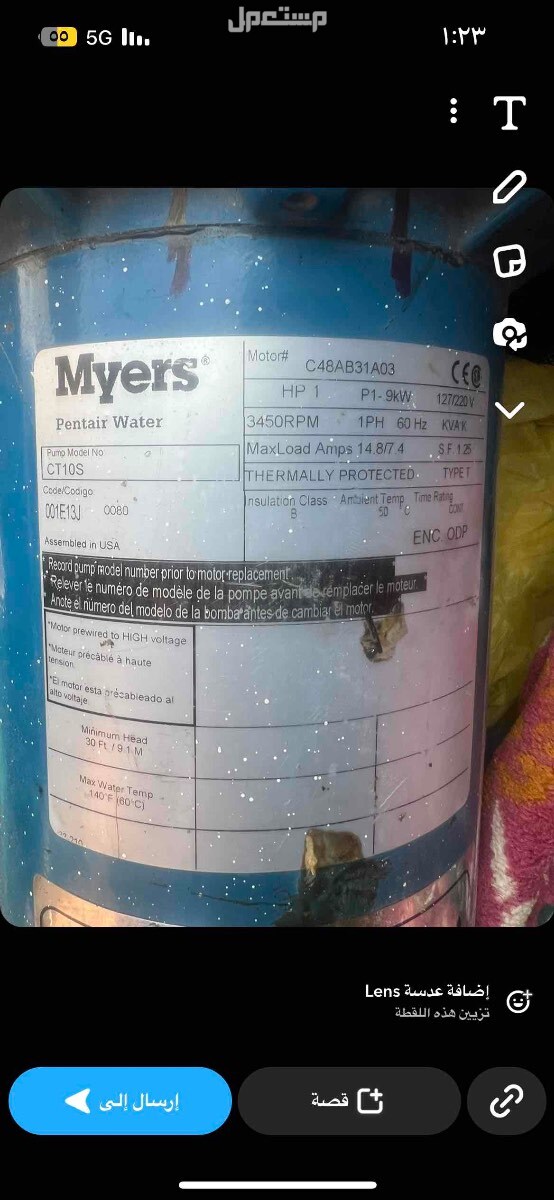 مستعمل
5G
١:٢٣
T
Myers®
Pentair Water
Pump Model No
CT10S
Code/Codigo
001E13J 0080
Assembled in USA
Motor# C48AB31A03
HP 1 P1-.9kW 127/220 V
3450RPM 1PH 60 Hz KVA K
MaxLoad Amps 14.8/7.4 S.F. 1.25
THERMALLY PROTECTED TYPE T
Insulation Class Ambient Temp Time Rating
B 50 C CONT
ENC ODP
*Record pump model number prior to motor replacement
*Relever le numéro de modèle de la pompe avant de remplacer le moteur.
*Anote el número del modelo de la bomba antes de cambiar el motor.
*Motor prewired to HIGH voltage
*Moteur précâblé à haute
tension
*El motor esta precableado al
alto voltaje
Minimum Head
30 Ft. / 9.1 M
Max Water Temp
140°F (60°C)
إضافة عدسة Lens
تزيين هذه اللقطة
إرسال إلى
قصة